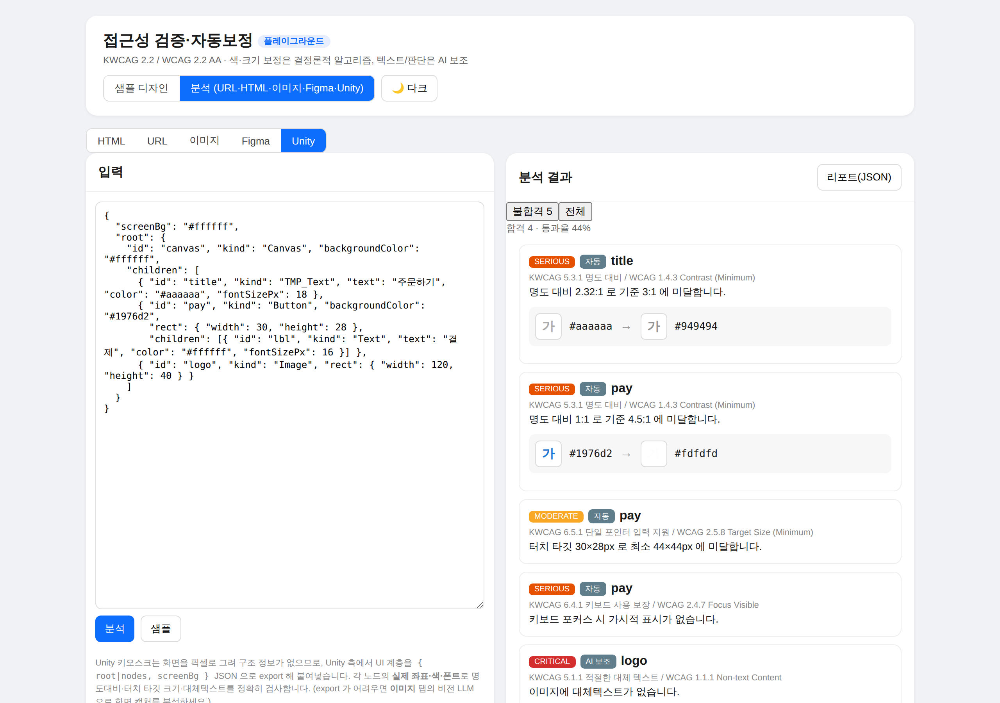 접근성 검증·자동보정 플레이그라운드
KWCAG 2.2 / WCAG 2.2 AA · 색·크기 보정은 결정론적 알고리즘, 텍스트/판단은 AI 보조
샘플 디자인 분석 (URL·HTML·이미지·Figma·Unity) 🌙 다크
HTML URL 이미지 Figma Unity
입력
{
"screenBg": "#ffffff",
"root": {
"id": "canvas", "kind": "Canvas", "backgroundColor":
"#ffffff",
"children": [
{ "id": "title", "kind": "TMP_Text", "text": "주문하기",
"color": "#aaaaaa", "fontSizePx": 18 },
{ "id": "pay", "kind": "Button", "backgroundColor":
"#1976d2",
"rect": { "width": 30, "height": 28 },
"children": [{ "id": "lbl", "kind": "Text", "text": "결
제", "color": "#ffffff", "fontSizePx": 16 }] },
{ "id": "logo", "kind": "Image", "rect": { "width": 120,
"height": 40 } }
]
}
}
분석 샘플
Unity 키오스크는 화면을 픽셀로 그려 구조 정보가 없으므로, Unity 측에서 UI 계층을 {
root|nodes, screenBg } JSON 으로 export 해 붙여넣습니다. 각 노드의 실제 좌표·색·폰트로 명
도대비·터치 타깃 크기·대체텍스트를 정확히 검사합니다. (export 가 어려우면 이미지 탭의 비전 LLM
으로 화면 캡처를 분석하세요.)
분석 결과 리포트(JSON)
불합격 5 전체
합격 4 · 통과율 44%
SERIOUS 자동 title
KWCAG 5.3.1 명도 대비 / WCAG 1.4.3 Contrast (Minimum)
명도 대비 2.32:1 로 기준 3:1 에 미달합니다.
가 #aaaaaa → 가 #949494
SERIOUS 자동 pay
KWCAG 5.3.1 명도 대비 / WCAG 1.4.3 Contrast (Minimum)
명도 대비 1:1 로 기준 4.5:1 에 미달합니다.
가 #1976d2 → #fdfdfd
MODERATE 자동 pay
KWCAG 6.5.1 단일 포인터 입력 지원 / WCAG 2.5.8 Target Size (Minimum)
터치 타깃 30×28px 로 최소 44×44px 에 미달합니다.
SERIOUS 자동 pay
KWCAG 6.4.1 키보드 사용 보장 / WCAG 2.4.7 Focus Visible
키보드 포커스 시 가시적 표시가 없습니다.
CRITICAL AI 보조 logo
KWCAG 5.1.1 적절한 대체 텍스트 / WCAG 1.1.1 Non-text Content
이미지에 대체텍스트가 없습니다.